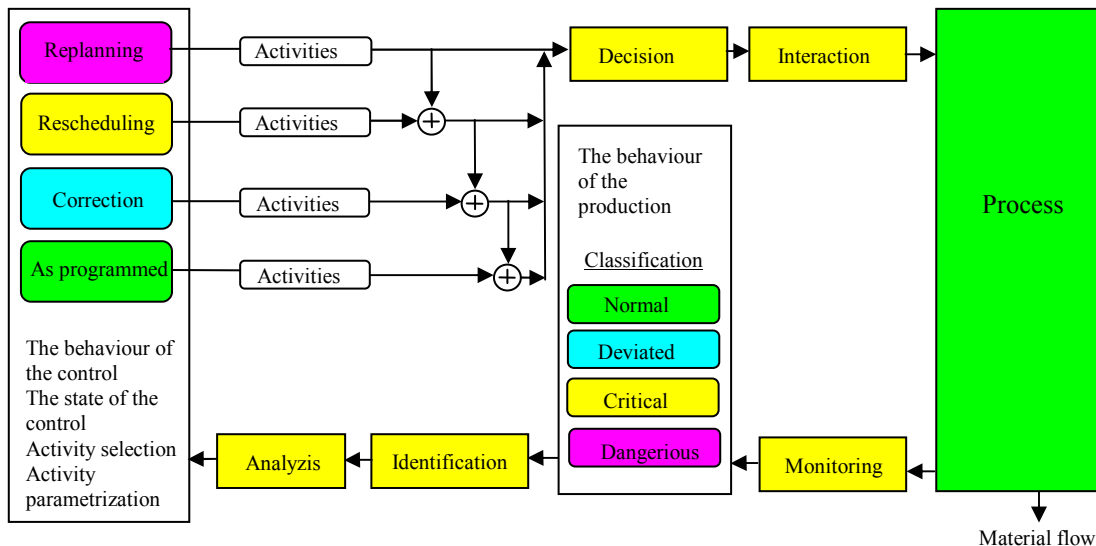 Replanning
Activities
Decision
Interaction
Process
Rescheduling
Activities
Correction
Activities
As programmed
Activities
The behaviour of
the control
The state of the
control
Activity selection
Activity
parametrization
The behaviour
of the
production
Classification
Normal
Deviated
Critical
Dangerious
Analyzis
Identification
Monitoring
Material flow